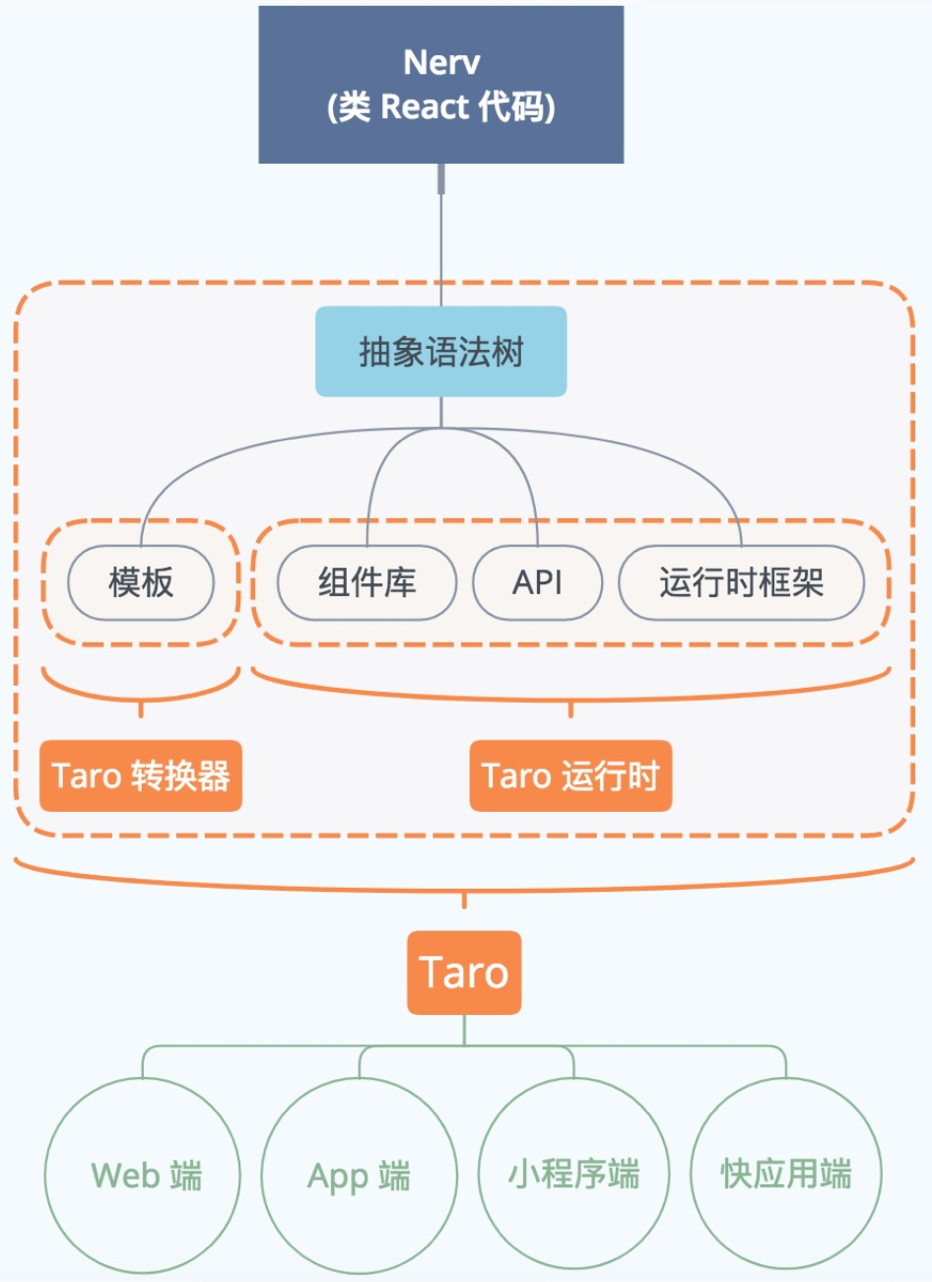 Nerv
(类 React 代码)
抽象语法树
模板
组件库
API
运行时框架
Taro 转换器
Taro 运行时
Taro
Web 端
App 端
小程序端
快应用端